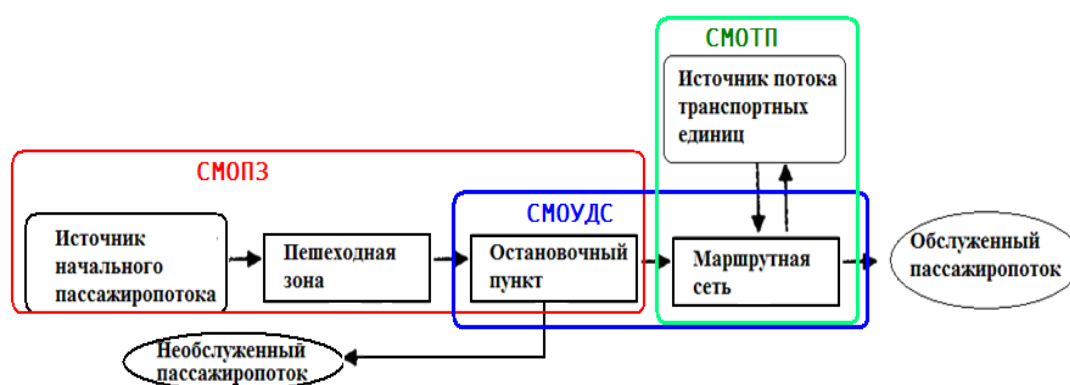 СМОТП
Источник потока
транспортных
единиц
СМОПЗ
СМОУДС
Источник
начального
пассажиропотока
Пешеходная
зона
Остановочный
пункт
Маршрутная
сеть
Обслуженный
пассажиропоток
Необслуженный
пассажиропоток